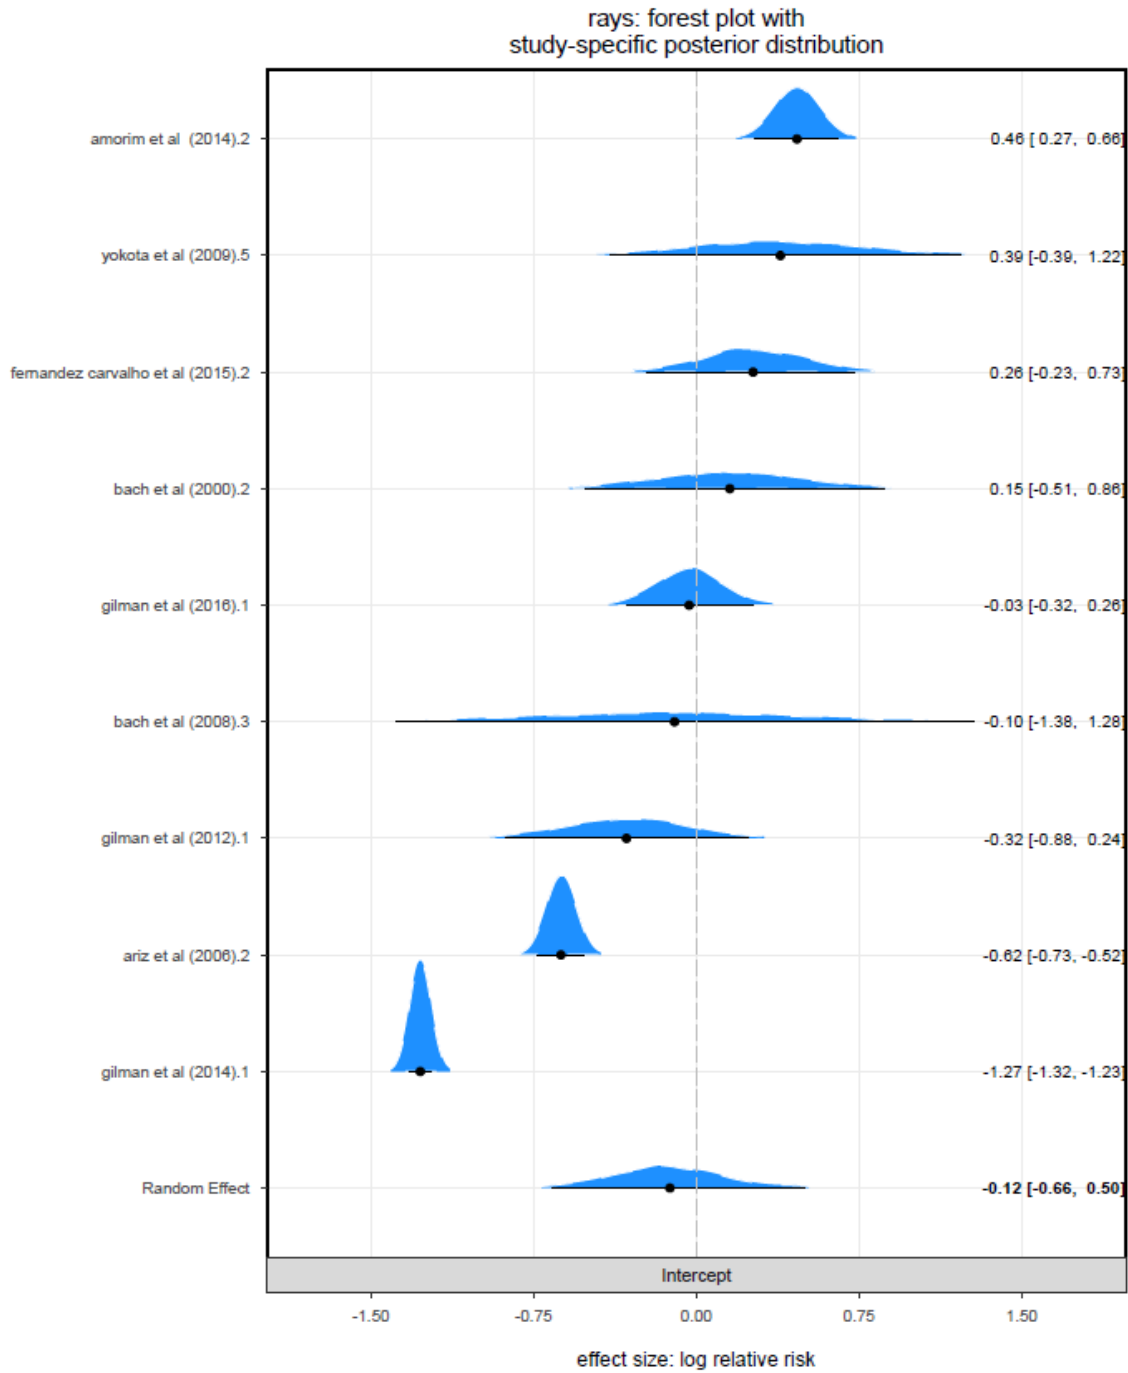 rays: forest plot with
study-specific posterior distribution
amorim et al  (2014).2 0.46 [ 0.27,  0.66]
yokota et al (2009).5 0.39 [-0.39,  1.22]
fernandez carvalho et al (2015).2 0.26 [-0.23,  0.73]
bach et al (2000).2 0.15 [-0.51,  0.86]
gilman et al (2016).1 -0.03 [-0.32,  0.26]
bach et al (2008).3 -0.10 [-1.38,  1.28]
gilman et al (2012).1 -0.32 [-0.88,  0.24]
ariz et al (2006).2 -0.62 [-0.73, -0.52]
gilman et al (2014).1 -1.27 [-1.32, -1.23]
Random Effect -0.12 [-0.66,  0.50]
Intercept
-1.50 -0.75 0.00 0.75 1.50
effect size: log relative risk